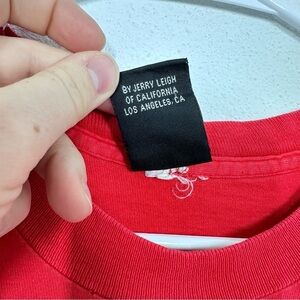 BY JERRY LEIGH
OF CALIFORNIA
LOS ANGELES, CA